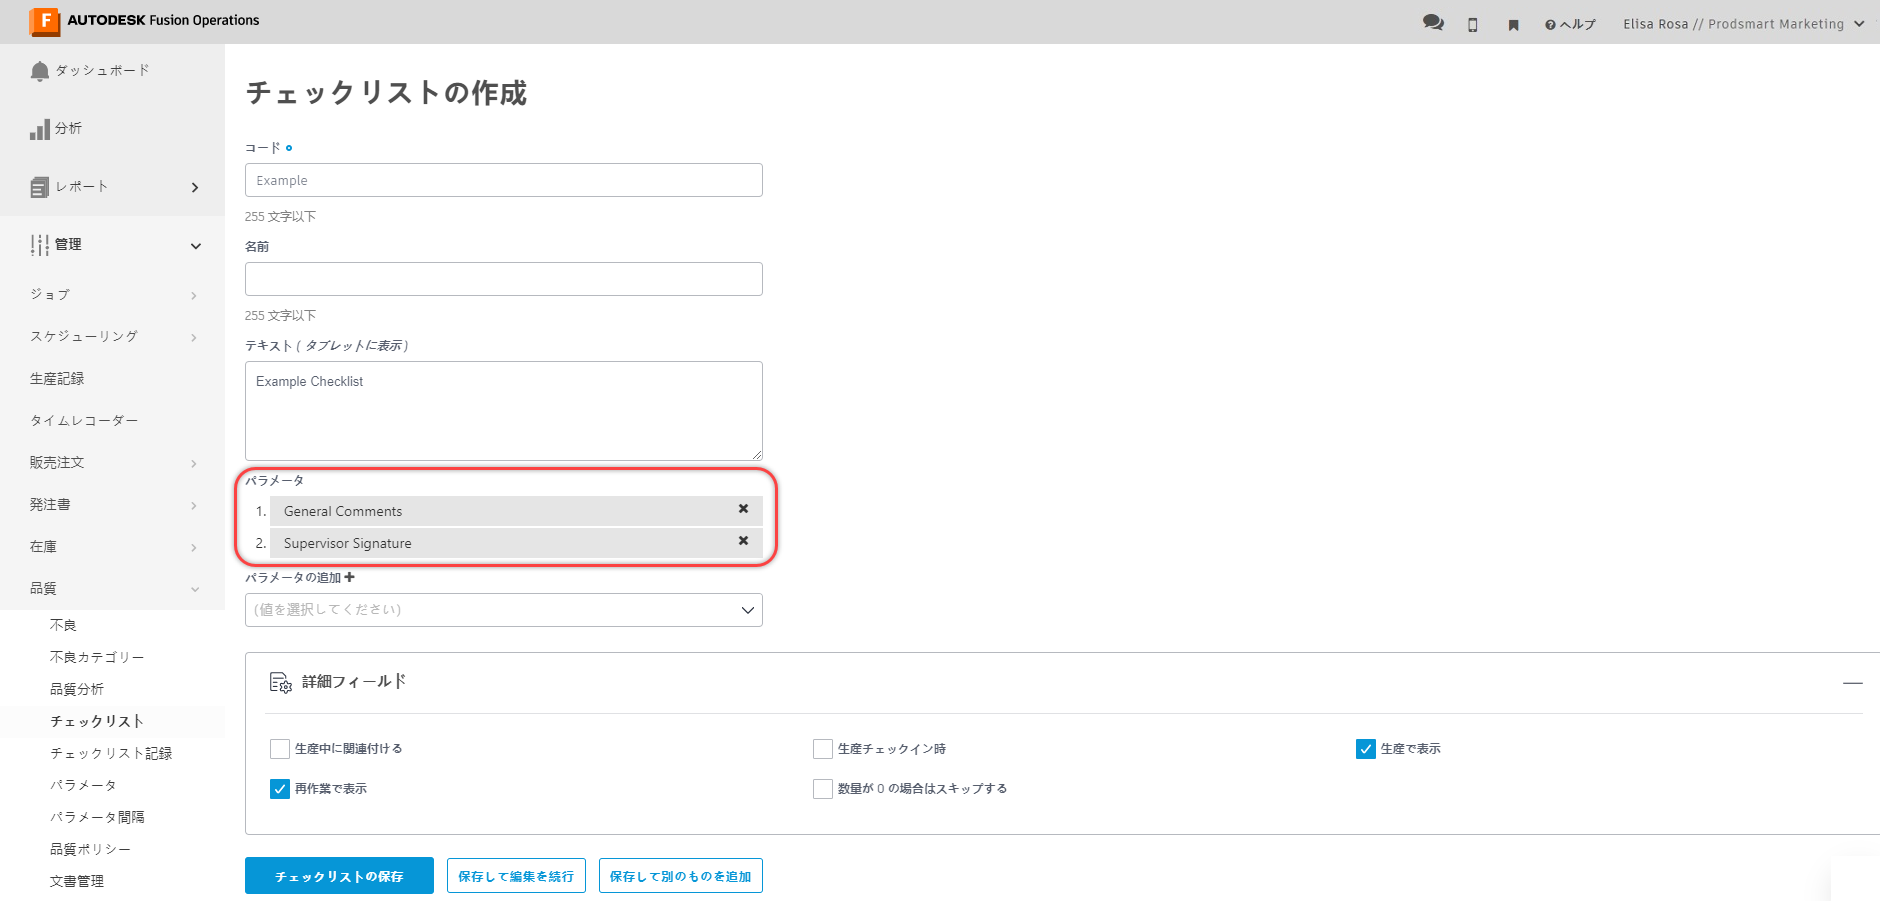 AUTODESK Fusion Operations
ヘルプ
Elisa Rosa // Prodsmart Marketing
ダッシュボード
分析
レポート
管理
ジョブ
スケジューリング
生産記録
タイムレコーダー
販売注文
発注書
在庫
品質
不良
不良カテゴリー
品質分析
チェックリスト
チェックリスト記録
パラメータ
パラメータ間隔
品質ポリシー
文書管理
チェックリストの作成
コード
Example
255 文字以下
名前
255 文字以下
テキスト ( タブレットに表示 )
Example Checklist
パラメータ
1. General Comments
2. Supervisor Signature
パラメータの追加
(値を選択してください)
詳細フィールド
生産中に関連付ける
生産チェックイン時
生産で表示
再作業で表示
数量が 0 の場合はスキップする
チェックリストの保存
保存して編集を続行
保存して別のものを追加